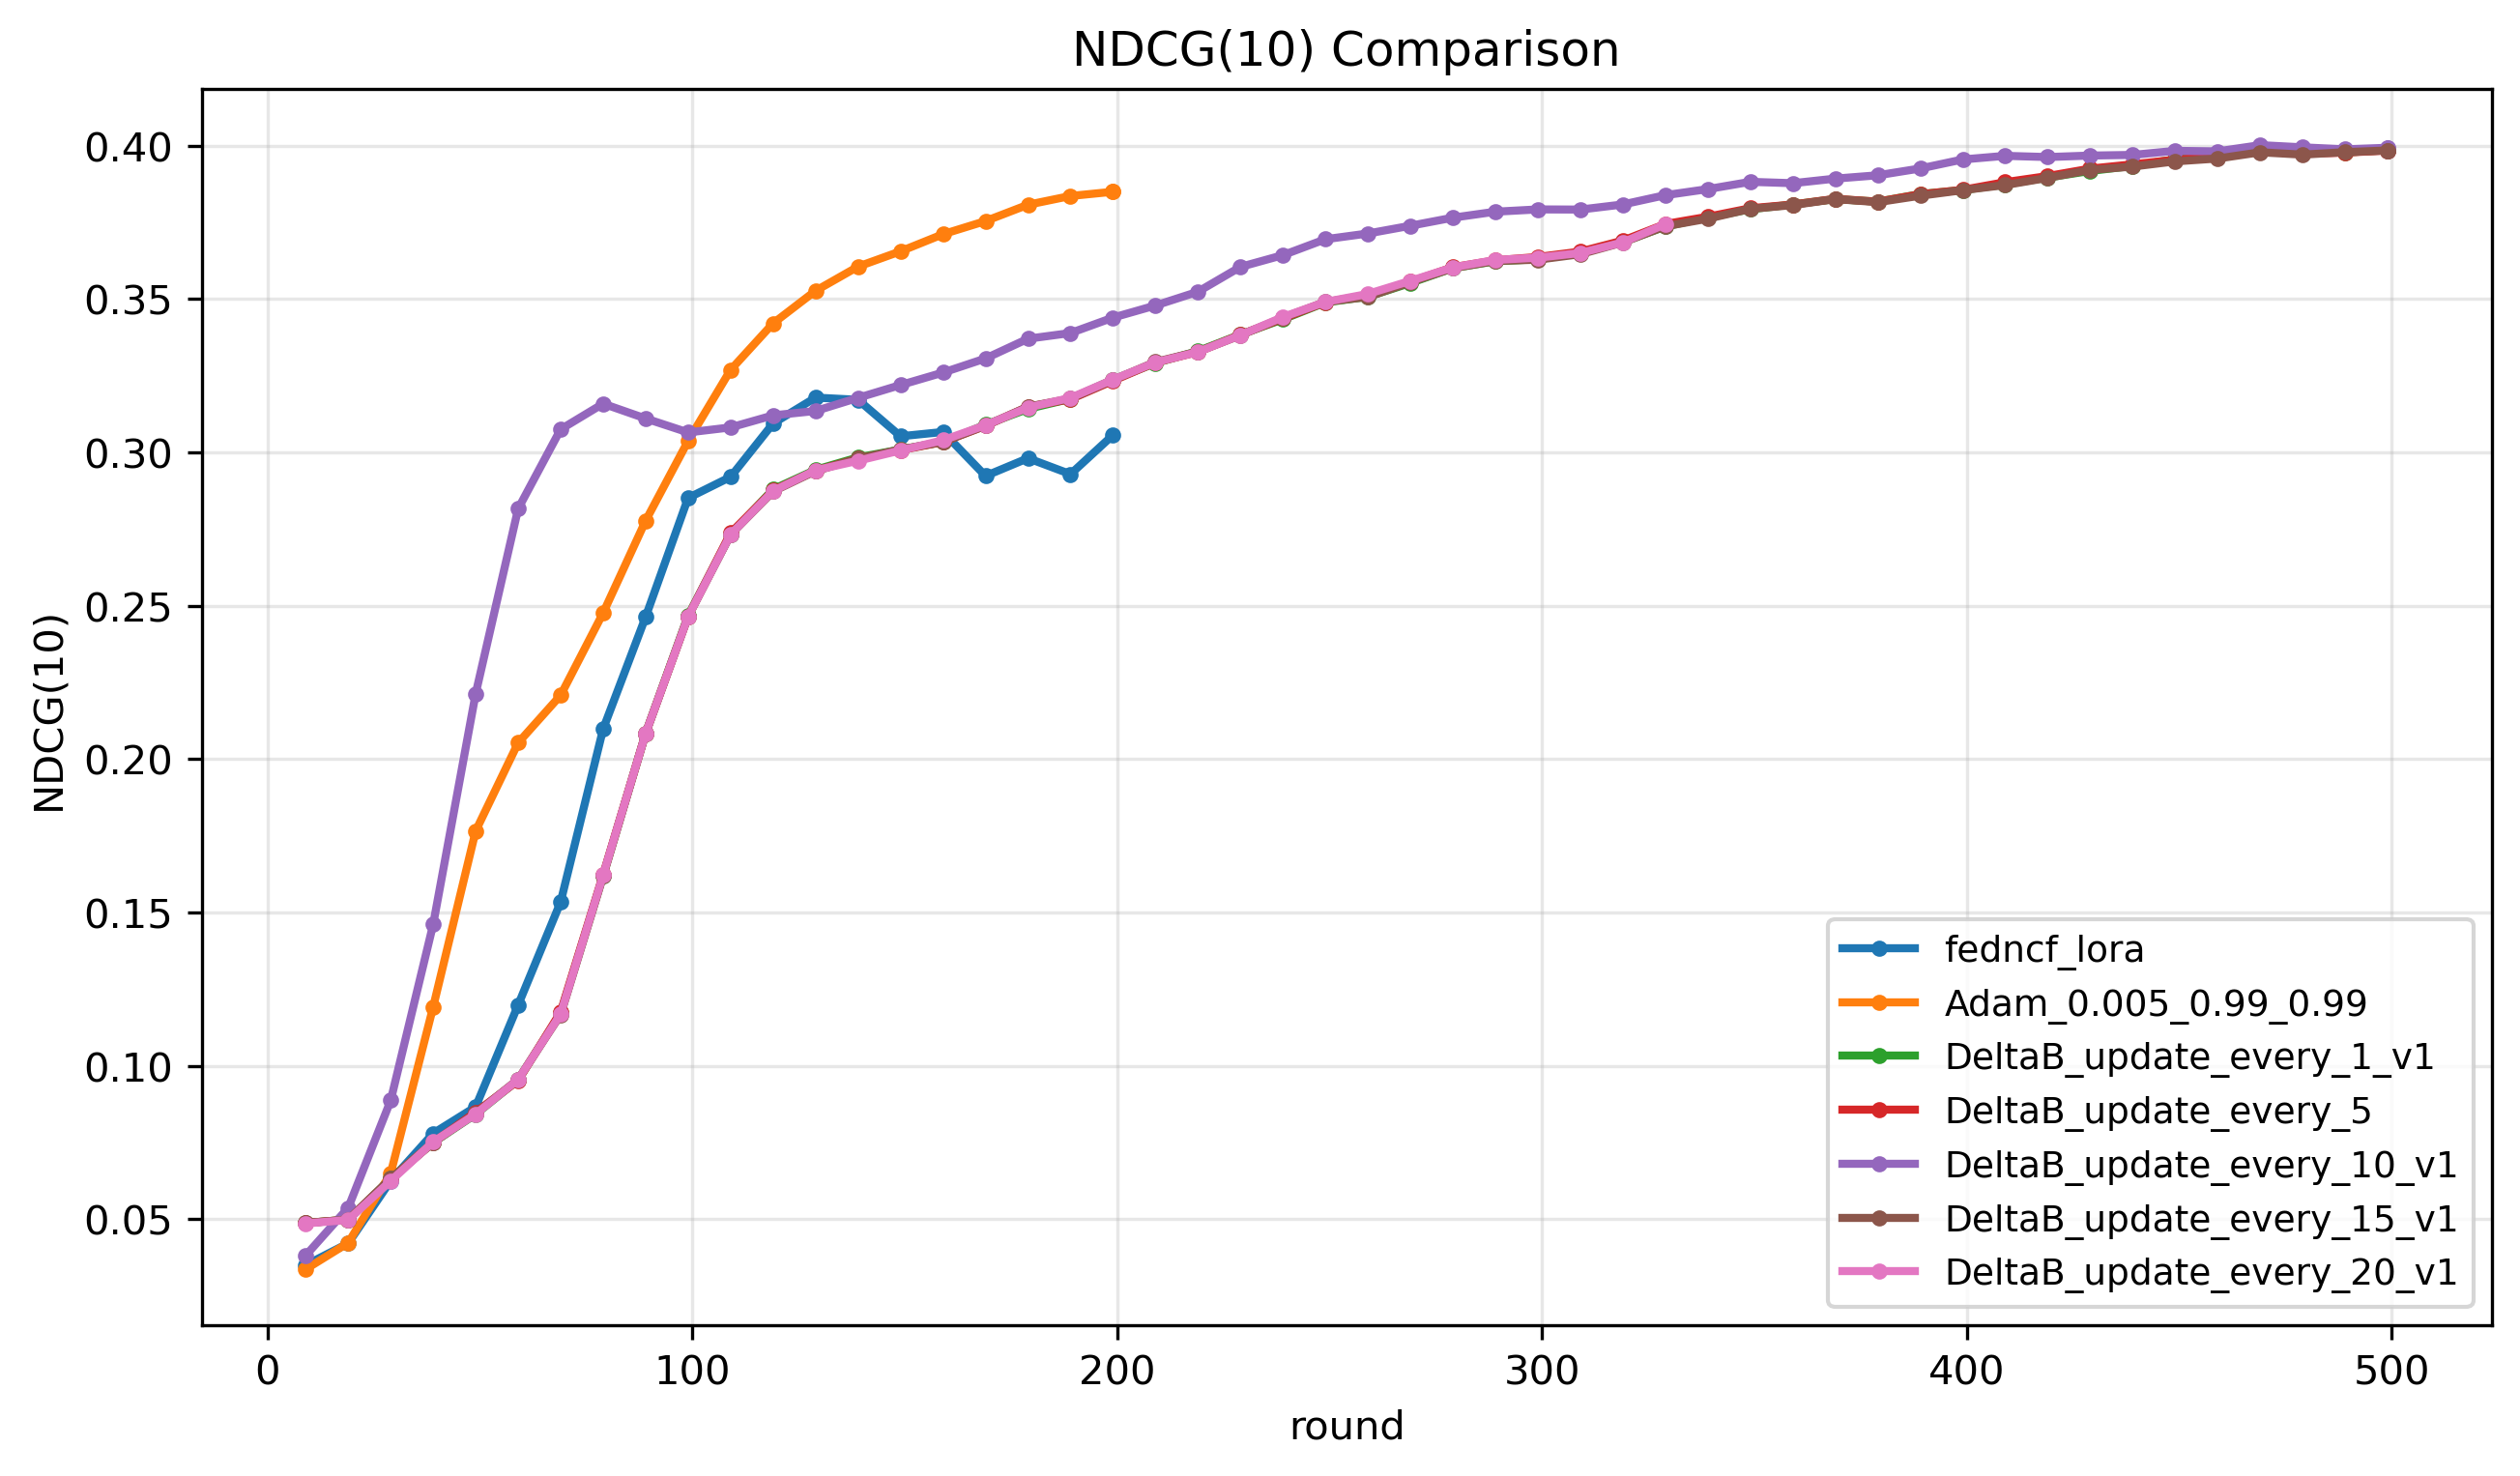 NDCG(10) Comparison
NDCG(10)
0.40
0.35
0.30
0.25
0.20
0.15
0.10
0.05
0
100
200
300
400
500
round
fedncf_lora
Adam_0.005_0.99_0.99
DeltaB_update_every_1_v1
DeltaB_update_every_5
DeltaB_update_every_10_v1
DeltaB_update_every_15_v1
DeltaB_update_every_20_v1